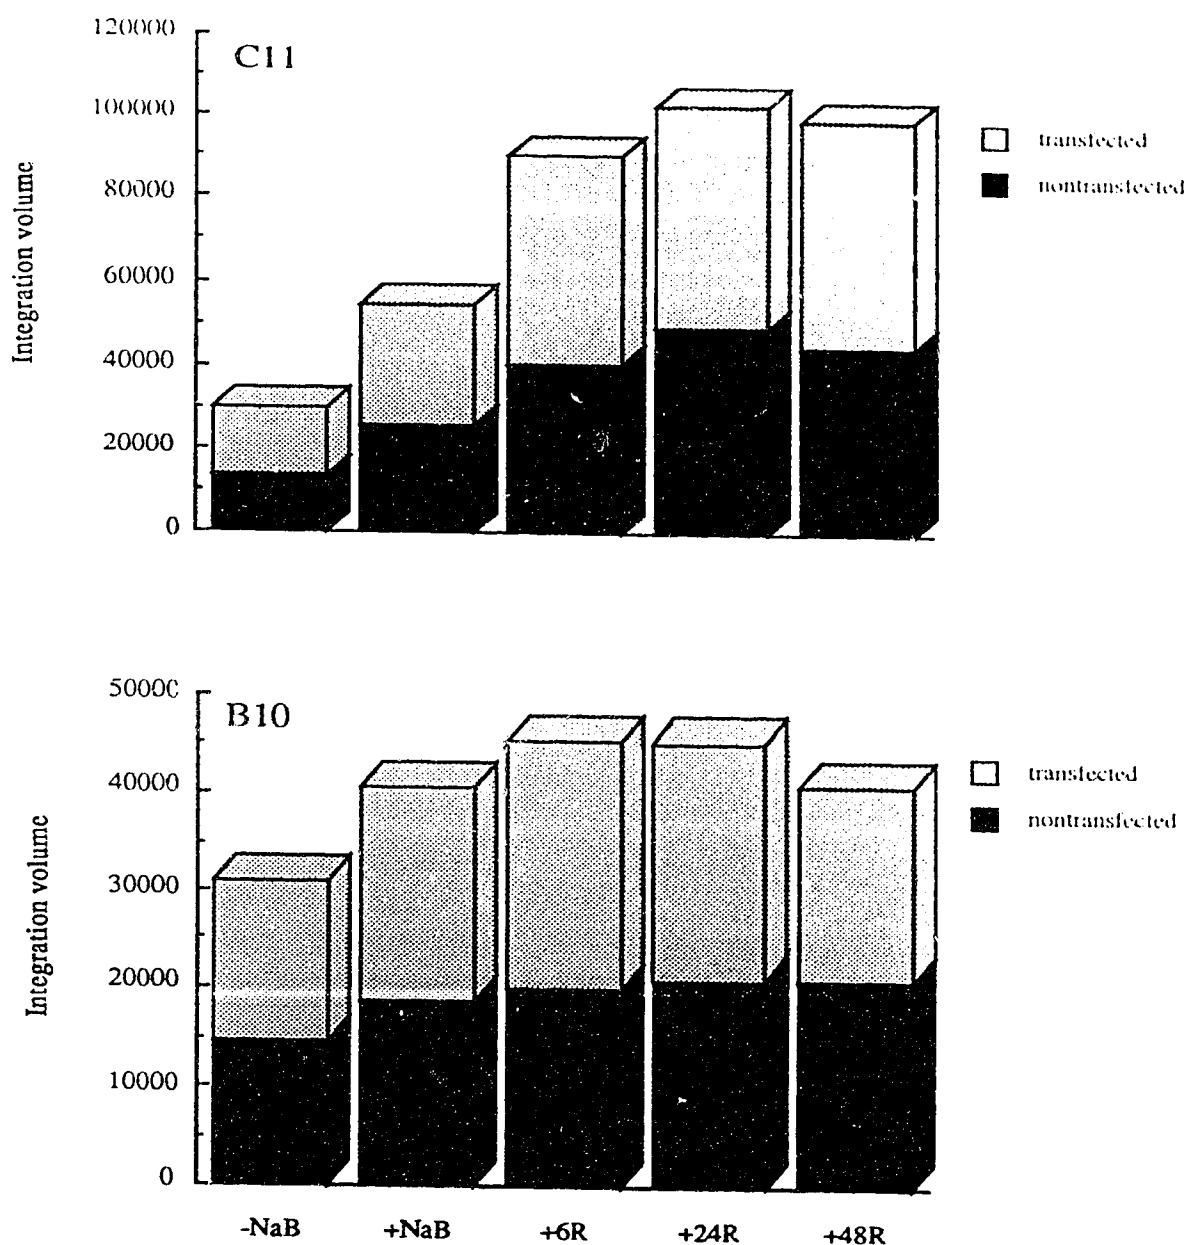 120000
C11
100000
80000
60000
40000
20000
0
Integration volume
transfected
nontransfected
50000
B10
40000
30000
20000
10000
0
Integration volume
transfected
nontransfected
-NaB +NaB +6R +24R +48R